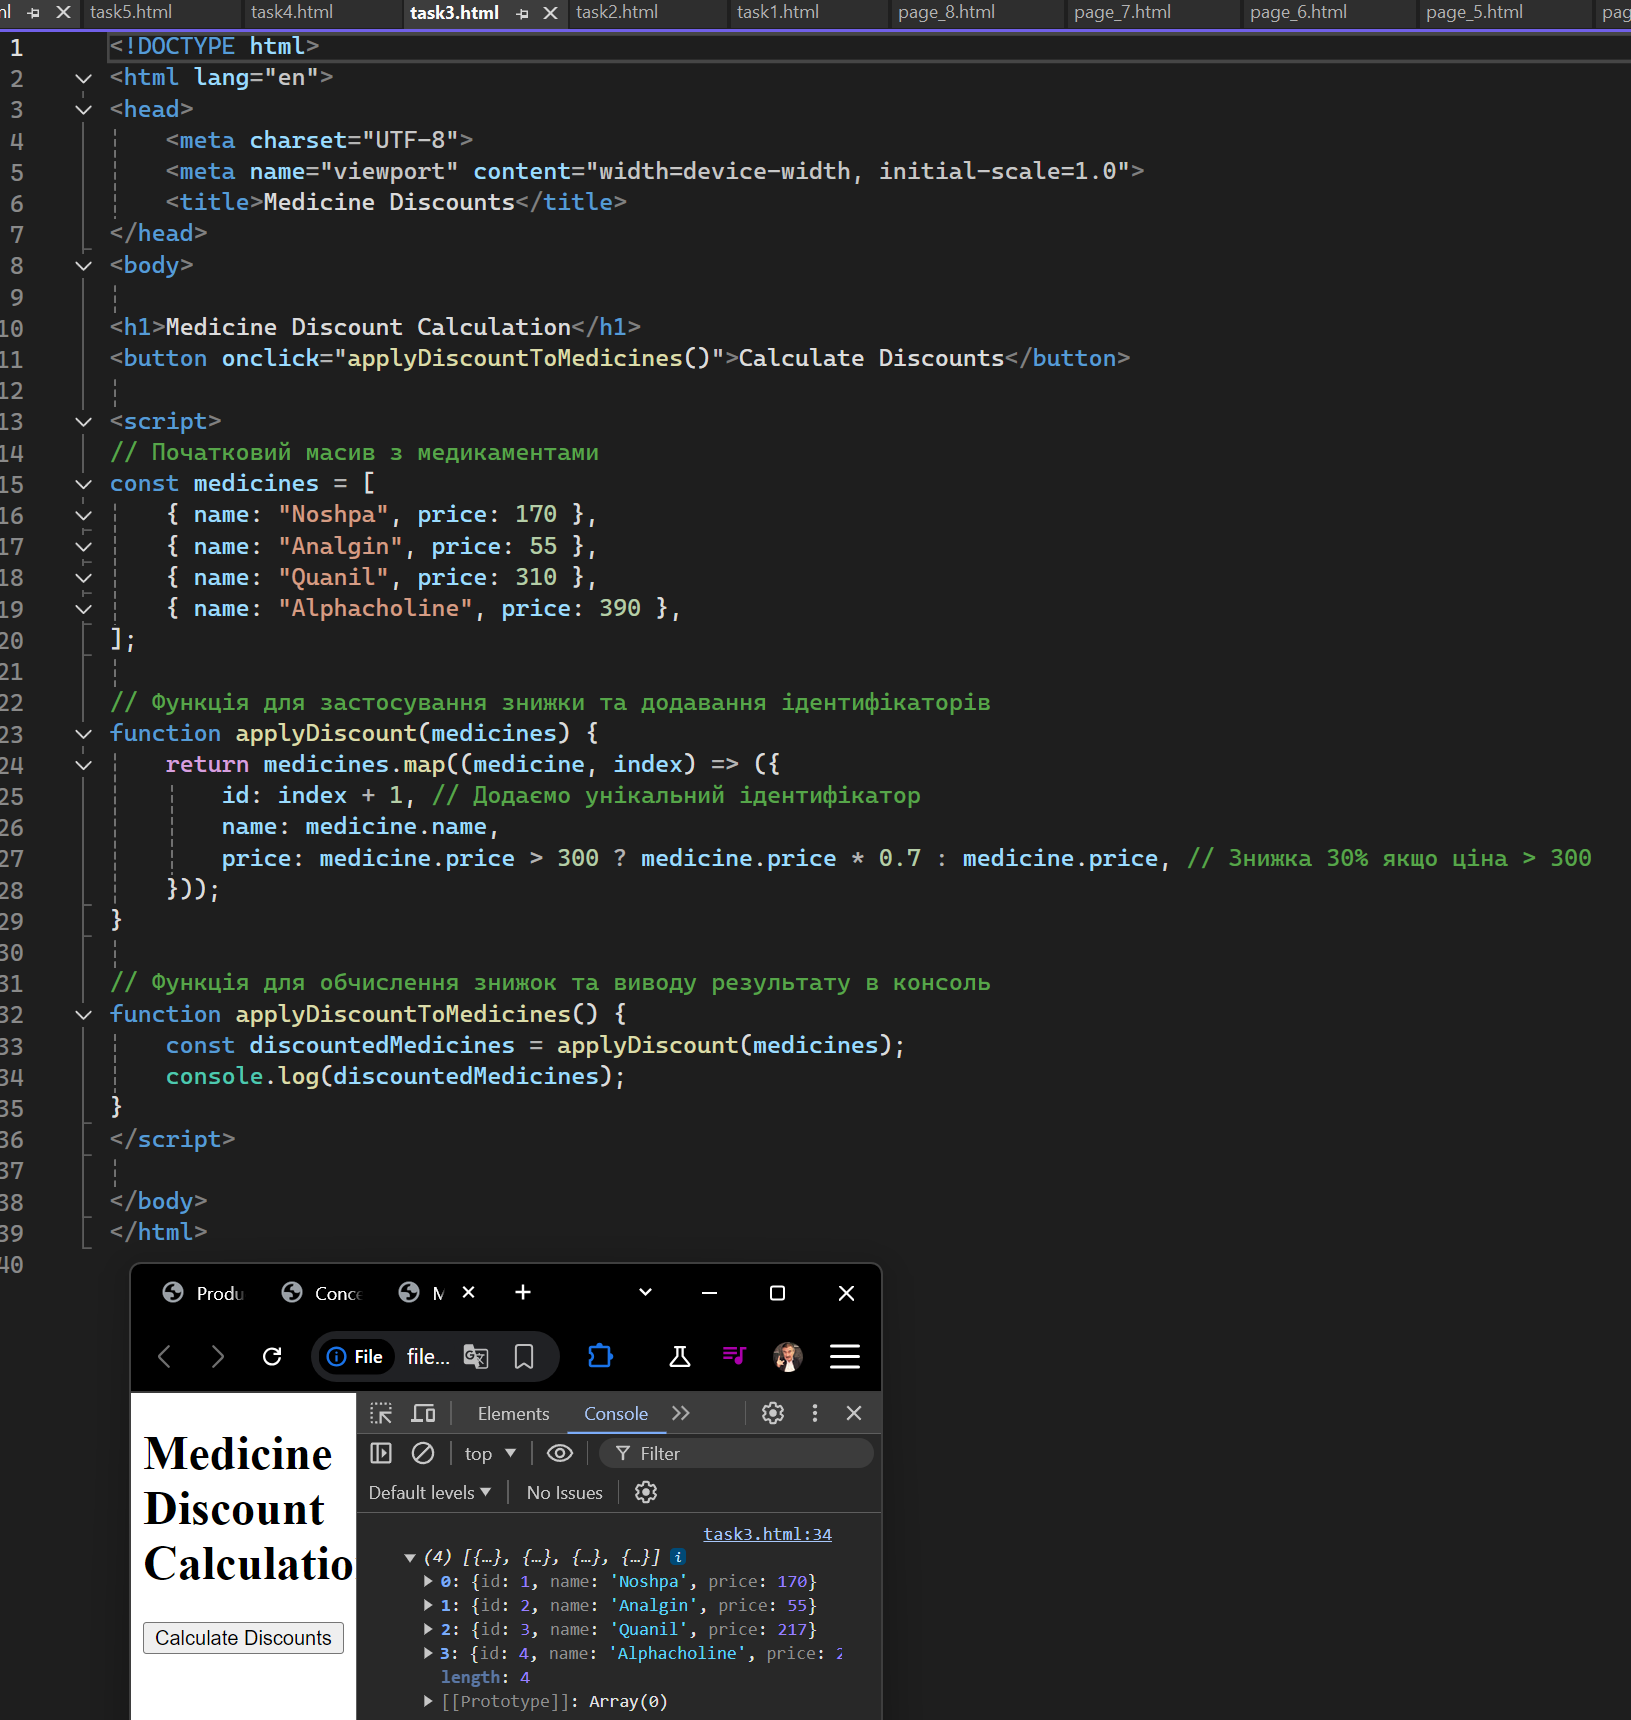 task5.html task4.html task3.html task2.html task1.html page_8.html page_7.html page_6.html page_5.html
1 <!DOCTYPE html>
2 <html lang="en">
3 <head>
4 <meta charset="UTF-8">
5 <meta name="viewport" content="width=device-width, initial-scale=1.0">
6 <title>Medicine Discounts</title>
7 </head>
8 <body>
9
10 <h1>Medicine Discount Calculation</h1>
11 <button onclick="applyDiscountToMedicines()">Calculate Discounts</button>
12
13 <script>
14 // Початковий масив з медикаментами
15 const medicines = [
16 { name: "Noshpa", price: 170 },
17 { name: "Analgin", price: 55 },
18 { name: "Quanil", price: 310 },
19 { name: "Alphacholine", price: 390 },
20 ];
21
22 // Функція для застосування знижки та додавання ідентифікаторів
23 function applyDiscount(medicines) {
24 return medicines.map((medicine, index) => ({
25 id: index + 1, // Додаємо унікальний ідентифікатор
26 name: medicine.name,
27 price: medicine.price > 300 ? medicine.price * 0.7 : medicine.price, // Знижка 30% якщо ціна > 300
28 }));
29 }
30
31 // Функція для обчислення знижок та виводу результату в консоль
32 function applyDiscountToMedicines() {
33 const discountedMedicines = applyDiscount(medicines);
34 console.log(discountedMedicines);
35 }
36 </script>
37
38 </body>
39 </html>
40
Produ Conce M
File file...
Elements Console
top Filter
Default levels No Issues
Medicine
Discount
Calculatio
Calculate Discounts
task3.html:34
(4) [{…}, {…}, {…}, {…}] i
0: {id: 1, name: 'Noshpa', price: 170}
1: {id: 2, name: 'Analgin', price: 55}
2: {id: 3, name: 'Quanil', price: 217}
3: {id: 4, name: 'Alphacholine', price: 2
length: 4
[[Prototype]]: Array(0)